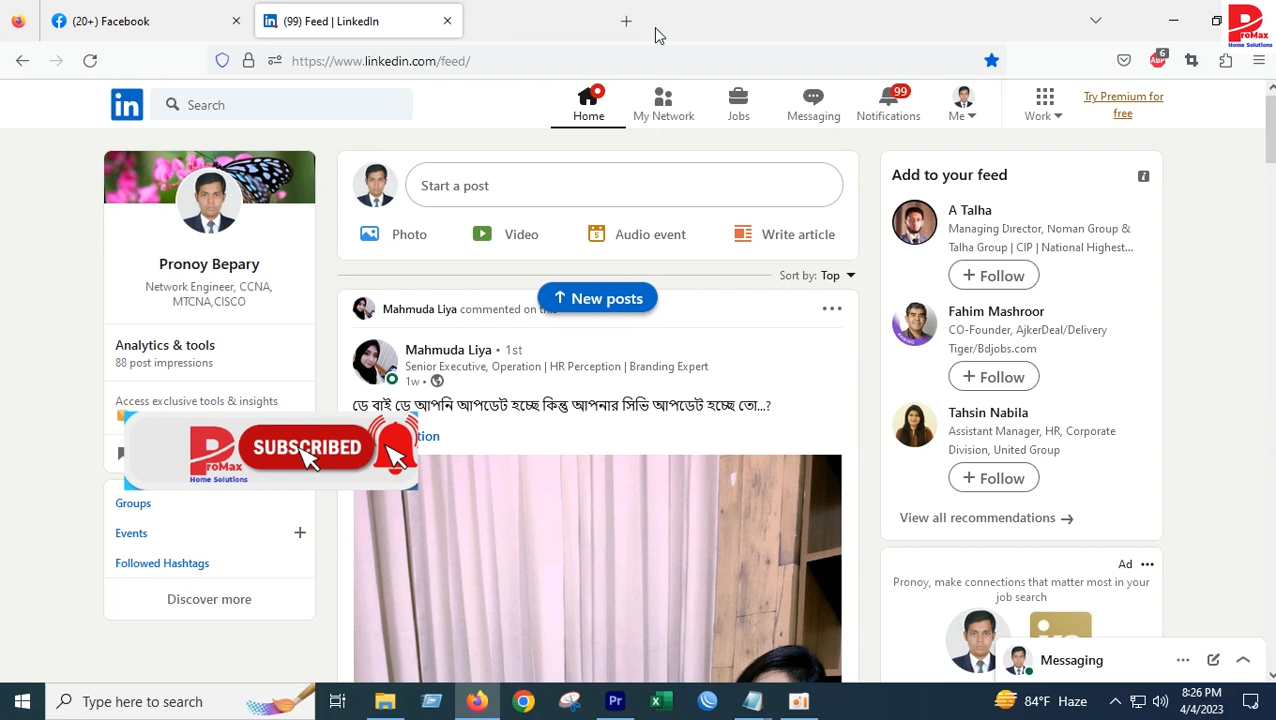 (20+) Facebook
(99) Feed | LinkedIn
ProMax
Home Solutions
https://www.linkedin.com/feed/
ABP
6
in
Search
Home
My Network
Jobs
Messaging
99
Notifications
Me
Work
Try Premium for
free
Start a post
Photo
Video
Audio event
Write article
Sort by: Top
Pronoy Bepary
Network Engineer, CCNA,
MTCNA,CISCO
Analytics & tools
88 post impressions
Access exclusive tools & insights
ProMax
Home Solutions
SUBSCRIBED
Groups
Events
Followed Hashtags
Discover more
↑ New posts
Mahmuda Liya commented on this
Mahmuda Liya • 1st
Senior Executive, Operation | HR Perception | Branding Expert
1w •
ডে বাই ডে আপনি আপডেট হচ্ছে কিন্তু আপনার সিভি আপডেট হচ্ছে তো...?
tion
Add to your feed
A Talha
Managing Director, Noman Group &
Talha Group | CIP | National Highest...
+ Follow
Fahim Mashroor
CO-Founder, AjkerDeal/Delivery
Tiger/Bdjobs.com
+ Follow
Tahsin Nabila
Assistant Manager, HR, Corporate
Division, United Group
+ Follow
View all recommendations →
Ad •••
Pronoy, make connections that matter most in your
job search
Messaging
Type here to search
84°F Haze
8:26 PM
4/4/2023